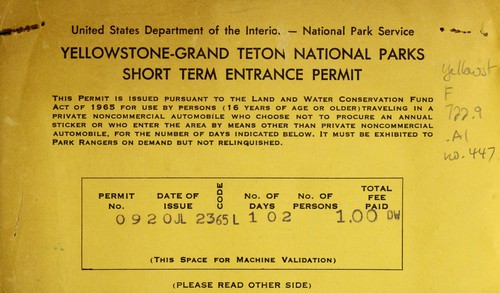 United States Department of the Interio. — National Park Service
YELLOWSTONE-GRAND TETON NATIONAL PARKS
SHORT TERM ENTRANCE PERMIT
THIS PERMIT IS ISSUED PURSUANT TO THE LAND AND WATER CONSERVATION FUND
ACT OF 1965 FOR USE BY PERSONS (16 YEARS OF AGE OR OLDER) TRAVELING IN A
PRIVATE NONCOMMERCIAL AUTOMOBILE WHO CHOOSE NOT TO PROCURE AN ANNUAL
STICKER OR WHO ENTER THE AREA BY MEANS OTHER THAN PRIVATE NONCOMMERCIAL
AUTOMOBILE, FOR THE NUMBER OF DAYS INDICATED BELOW. IT MUST BE EXHIBITED TO
PARK RANGERS ON DEMAND BUT NOT RELINQUISHED.
Yellowst
F
722.9
.A1
no. 447
PERMIT No.
DATE OF ISSUE
CODE
No. OF DAYS
No. OF PERSONS
TOTAL FEE PAID
0920 JL 2365 L 1 02 1.00 DW
(THIS SPACE FOR MACHINE VALIDATION)
(PLEASE READ OTHER SIDE)